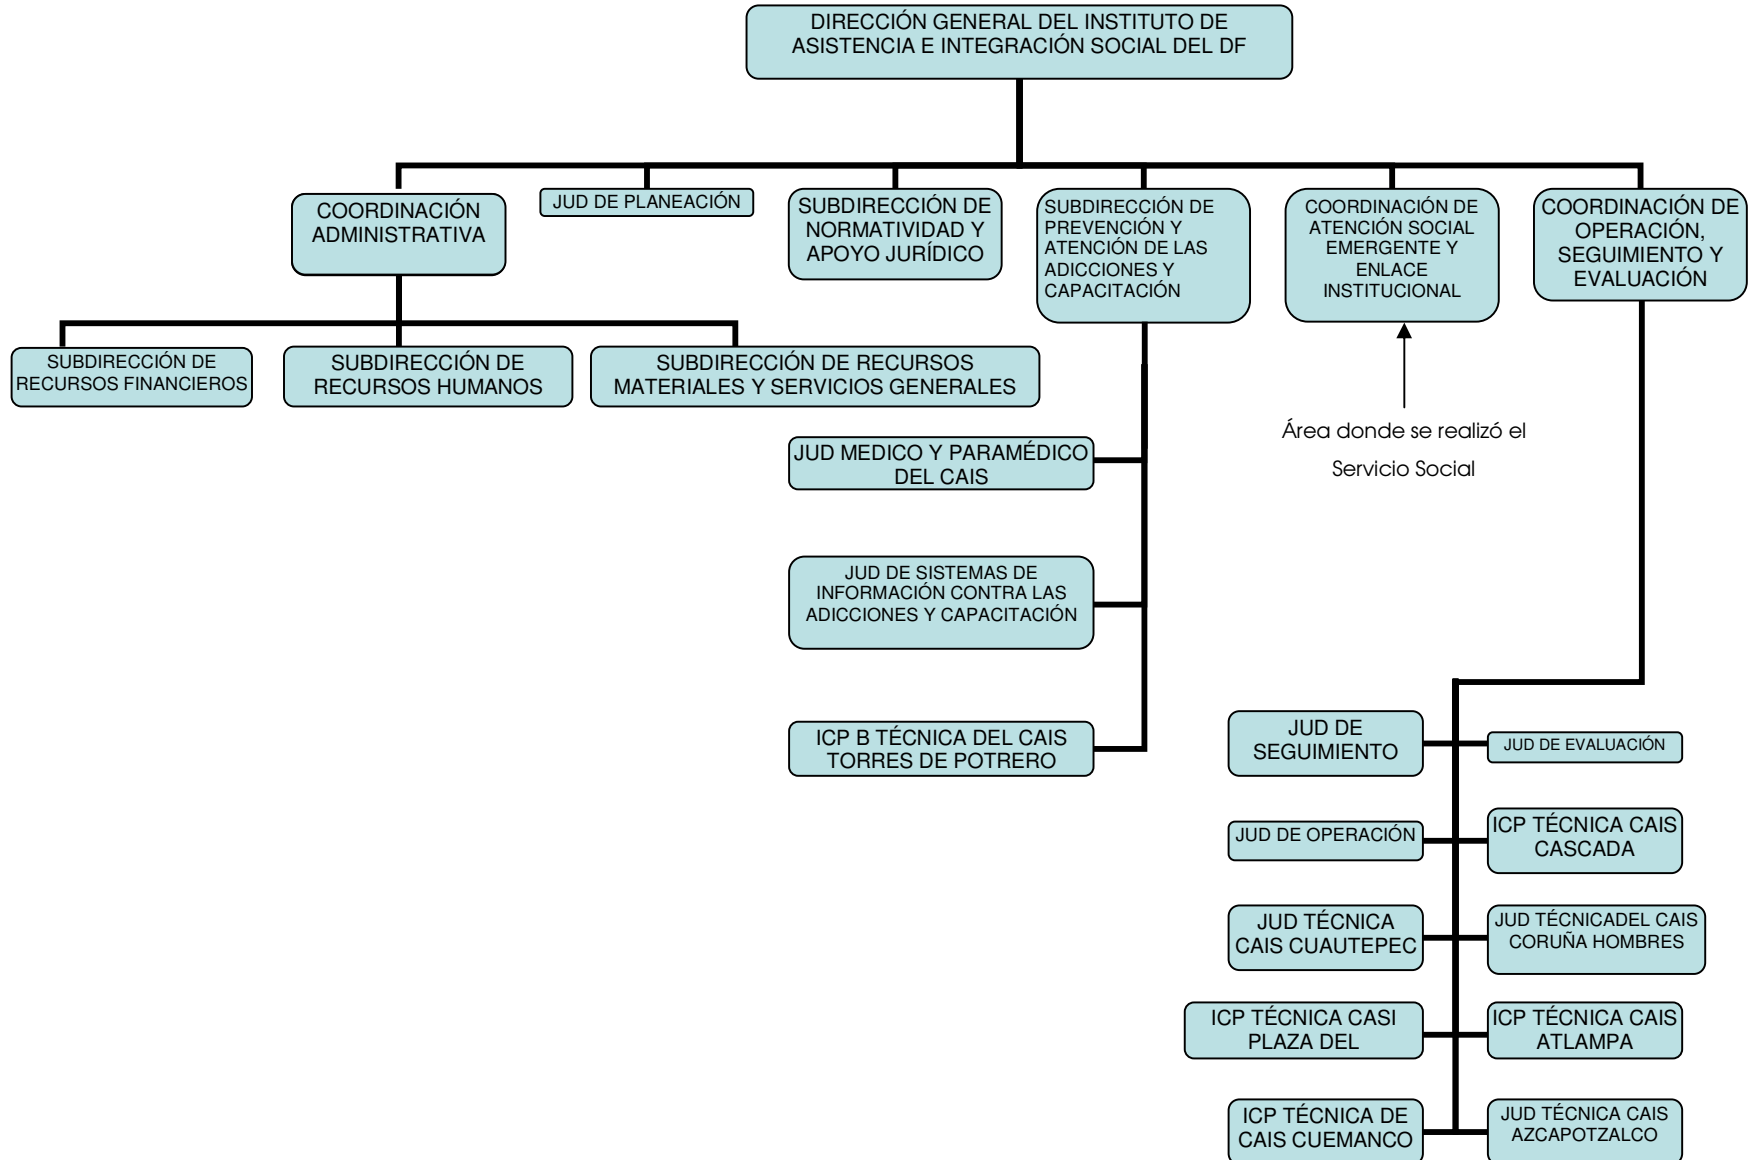 DIRECCIÓN GENERAL DEL INSTITUTO DE
ASISTENCIA E INTEGRACIÓN SOCIAL DEL DF
COORDINACIÓN
ADMINISTRATIVA
JUD DE PLANEACIÓN
SUBDIRECCIÓN DE
NORMATIVIDAD Y
APOYO JURÍDICO
SUBDIRECCIÓN DE
PREVENCIÓN Y
ATENCIÓN DE LAS
ADICCIONES Y
CAPACITACIÓN
COORDINACIÓN DE
ATENCIÓN SOCIAL
EMERGENTE Y
ENLACE
INSTITUCIONAL
COORDINACIÓN DE
OPERACIÓN,
SEGUIMIENTO Y
EVALUACIÓN
SUBDIRECCIÓN DE
RECURSOS FINANCIEROS
SUBDIRECCIÓN DE
RECURSOS HUMANOS
SUBDIRECCIÓN DE RECURSOS
MATERIALES Y SERVICIOS GENERALES
Área donde se realizó el
Servicio Social
JUD MEDICO Y PARAMÉDICO
DEL CAIS
JUD DE SISTEMAS DE
INFORMACIÓN CONTRA LAS
ADICCIONES Y CAPACITACIÓN
ICP B TÉCNICA DEL CAIS
TORRES DE POTRERO
JUD DE
SEGUIMIENTO
JUD DE EVALUACIÓN
JUD DE OPERACIÓN
ICP TÉCNICA CAIS
CASCADA
JUD TÉCNICA
CAIS CUAUTEPEC
JUD TÉCNICADEL CAIS
CORUÑA HOMBRES
ICP TÉCNICA CASI
PLAZA DEL
ICP TÉCNICA CAIS
ATLAMPA
ICP TÉCNICA DE
CAIS CUEMANCO
JUD TÉCNICA CAIS
AZCAPOTZALCO